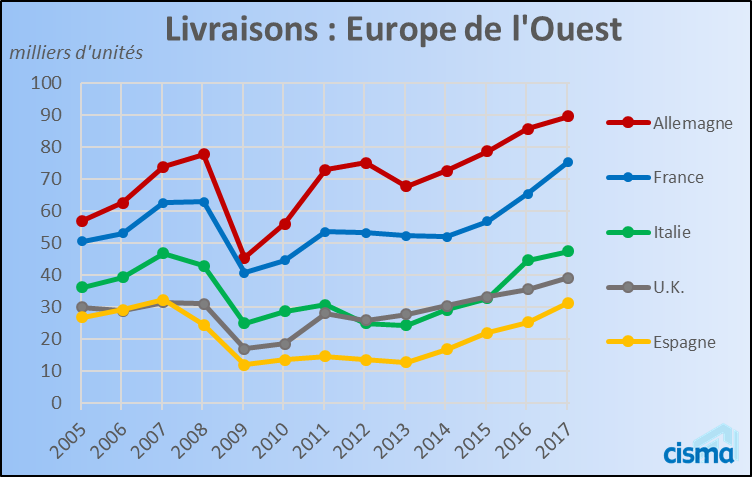 Livraisons : Europe de l'Ouest
milliers d'unités
100
90
80
70
60
50
40
30
20
10
0
2005 2006 2007 2008 2009 2010 2011 2012 2013 2014 2015 2016 2017
Allemagne
France
Italie
U.K.
Espagne
cisma